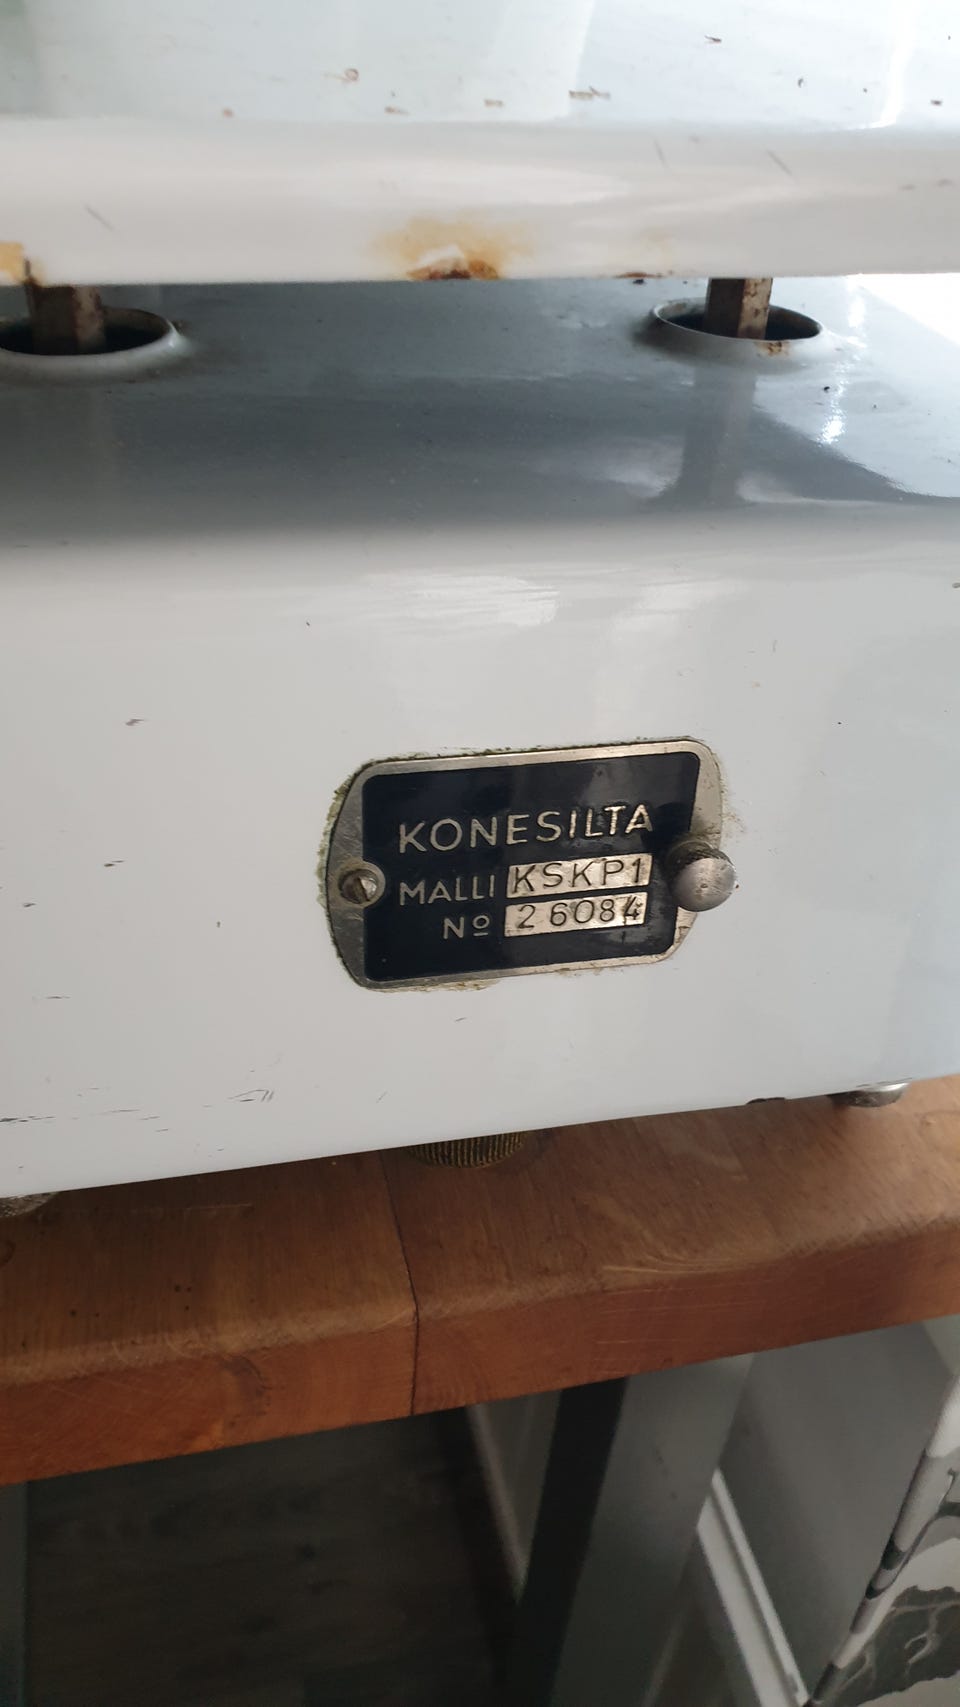 KONESILTA
MALLI KSKP1
Nº 26084